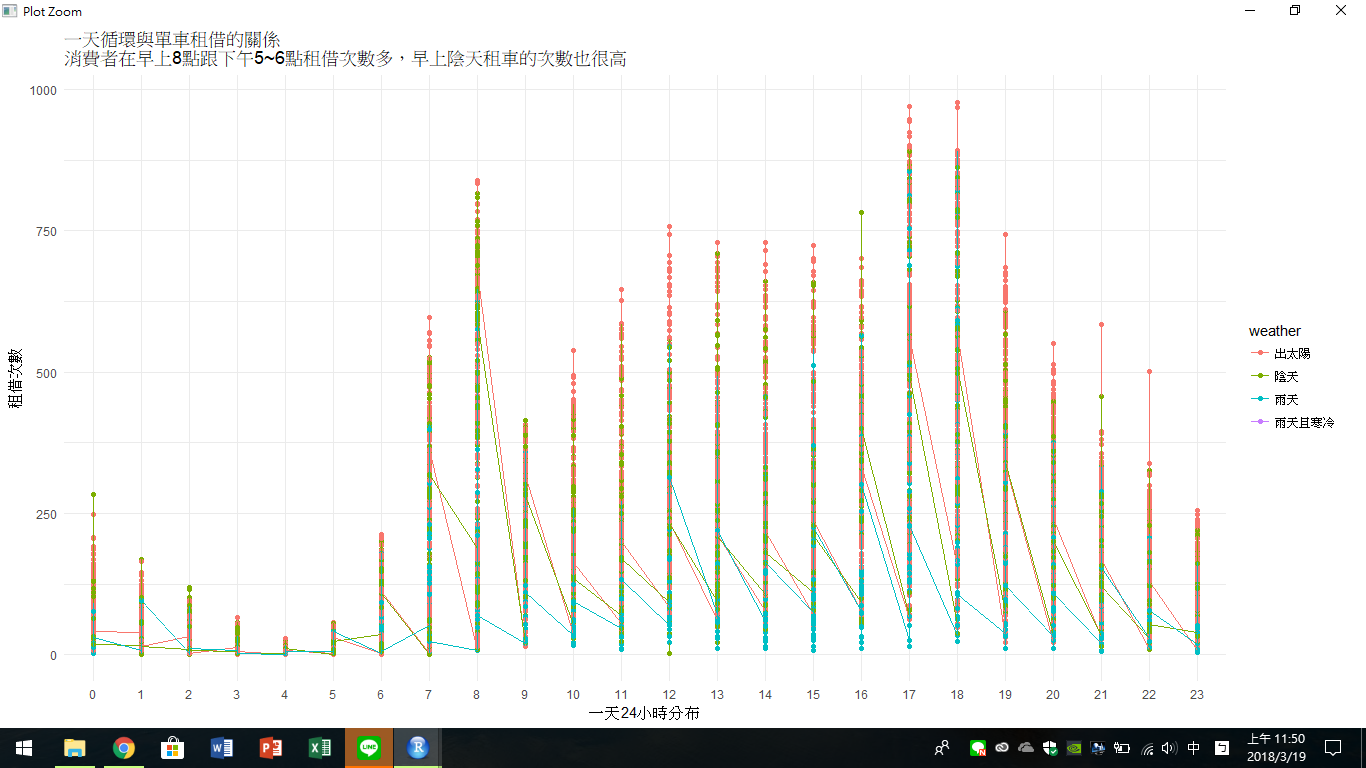 Plot Zoom
一天循環與單車租借的關係
消費者在早上8點跟下午5~6點租借次數多，早上陰天租車的次數也很高
1000
750
500
250
0
租借次數
0 1 2 3 4 5 6 7 8 9 10 11 12 13 14 15 16 17 18 19 20 21 22 23
一天24小時分布
weather
出太陽
陰天
雨天
雨天且寒冷
LINE
中
上午 11:50
2018/3/19